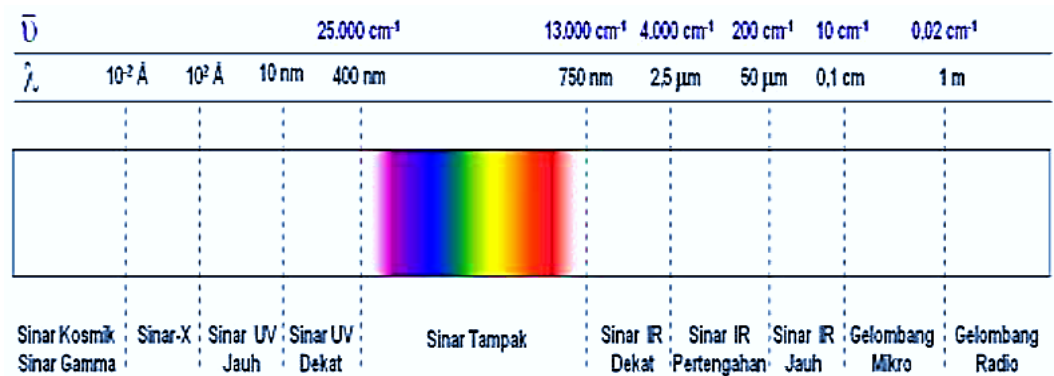 ῡ 25.000 cm⁻¹ 13.000 cm⁻¹ 4.000 cm⁻¹ 200 cm⁻¹ 10 cm⁻¹ 0,02 cm⁻¹
λ 10⁻² Å 10² Å 10 nm 400 nm 750 nm 2,5 μm 50 μm 0,1 cm 1 m
Sinar Kosmik Sinar-X Sinar UV Sinar UV Sinar Tampak Sinar IR Sinar IR Sinar IR Gelombang Gelombang
Sinar Gamma Jauh Dekat Dekat Pertengahan Jauh Mikro Radio